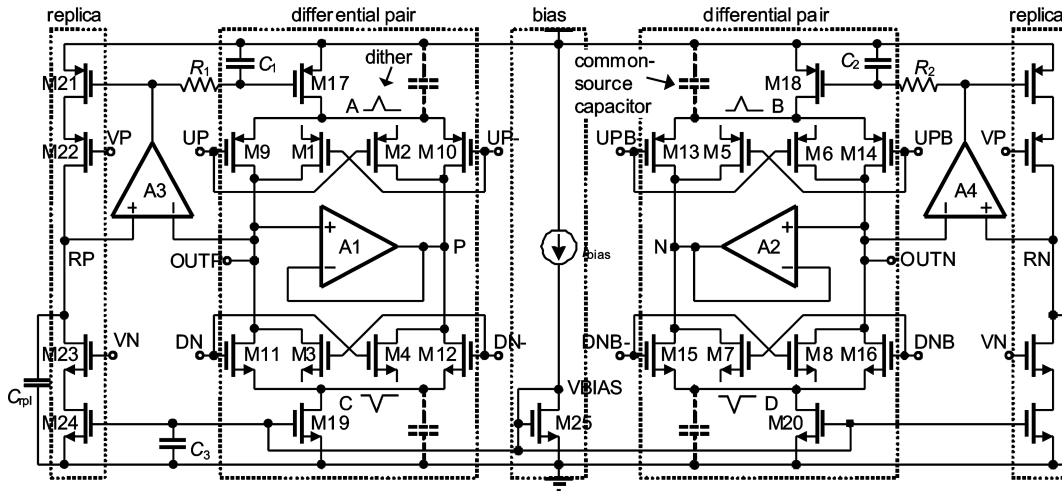 replica differential pair bias differential pair replica
M21 R1 C1 M17 dither common-source capacitor M18 C2 R2
A B
VP UP UP- UPB- UPB VP
M22 M9 M1 M2 M10 M13 M5 M6 M14
A3 A4
+ − + − − + − +
A1 P N A2
RP OUTP Ibias OUTN RN
VN DN DN- DNB- DNB VN
M23 M11 M3 M4 M12 M15 M7 M8 M16
Crpl VBIAS
C D
M24 C3 M19 M25 M20